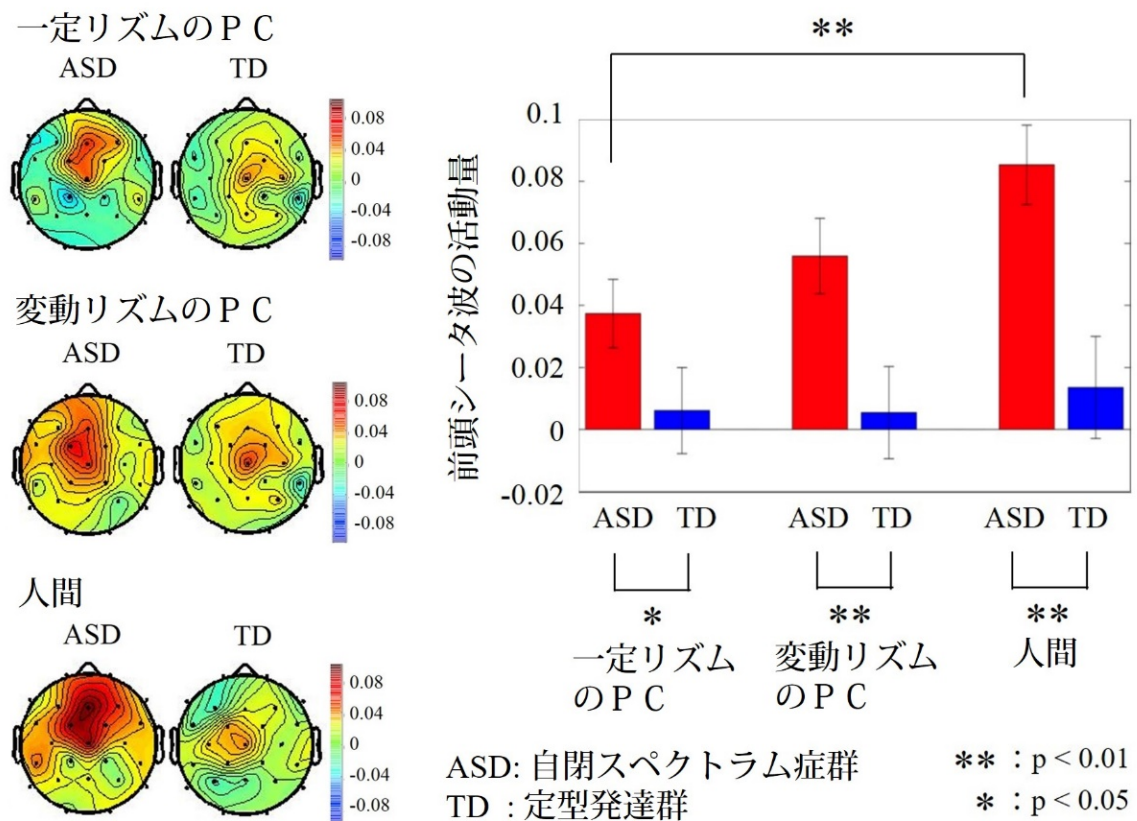 一定リズムのＰＣ
ASD TD
0.08
0.04
0
-0.04
-0.08
変動リズムのＰＣ
ASD TD
0.08
0.04
0
-0.04
-0.08
人間
ASD TD
0.08
0.04
0
-0.04
-0.08
**
前頭シータ波の活動量
0.1
0.08
0.06
0.04
0.02
0
-0.02
ASD TD ASD TD ASD TD
* ** **
一定リズム
のＰＣ
変動リズム
のＰＣ
人間
ASD: 自閉スペクトラム症群
TD : 定型発達群
** : p < 0.01
* : p < 0.05